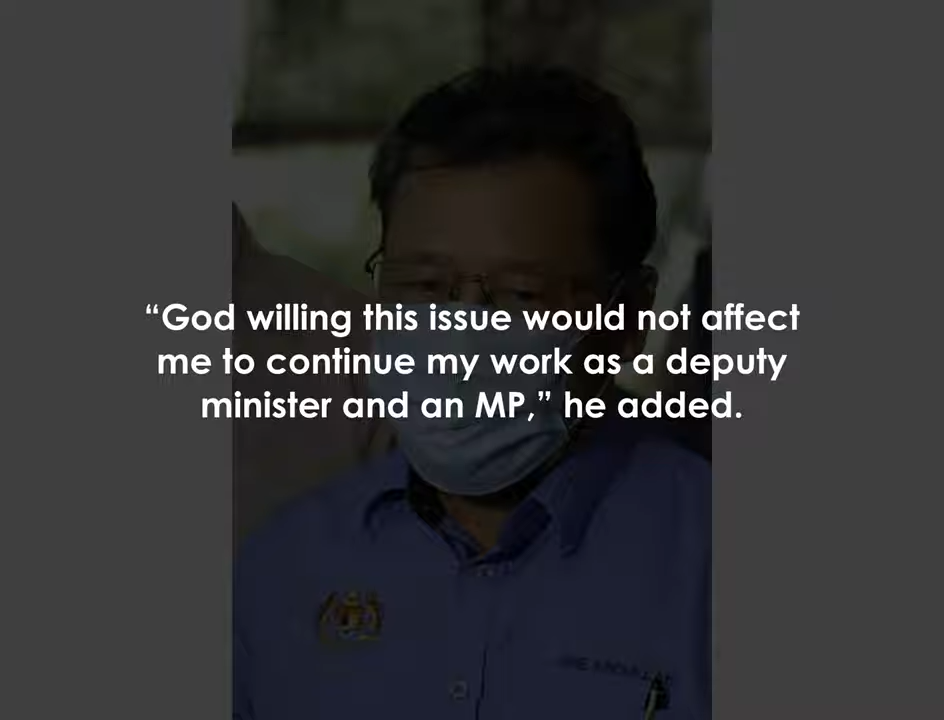 “God willing this issue would not affect
me to continue my work as a deputy
minister and an MP,” he added.